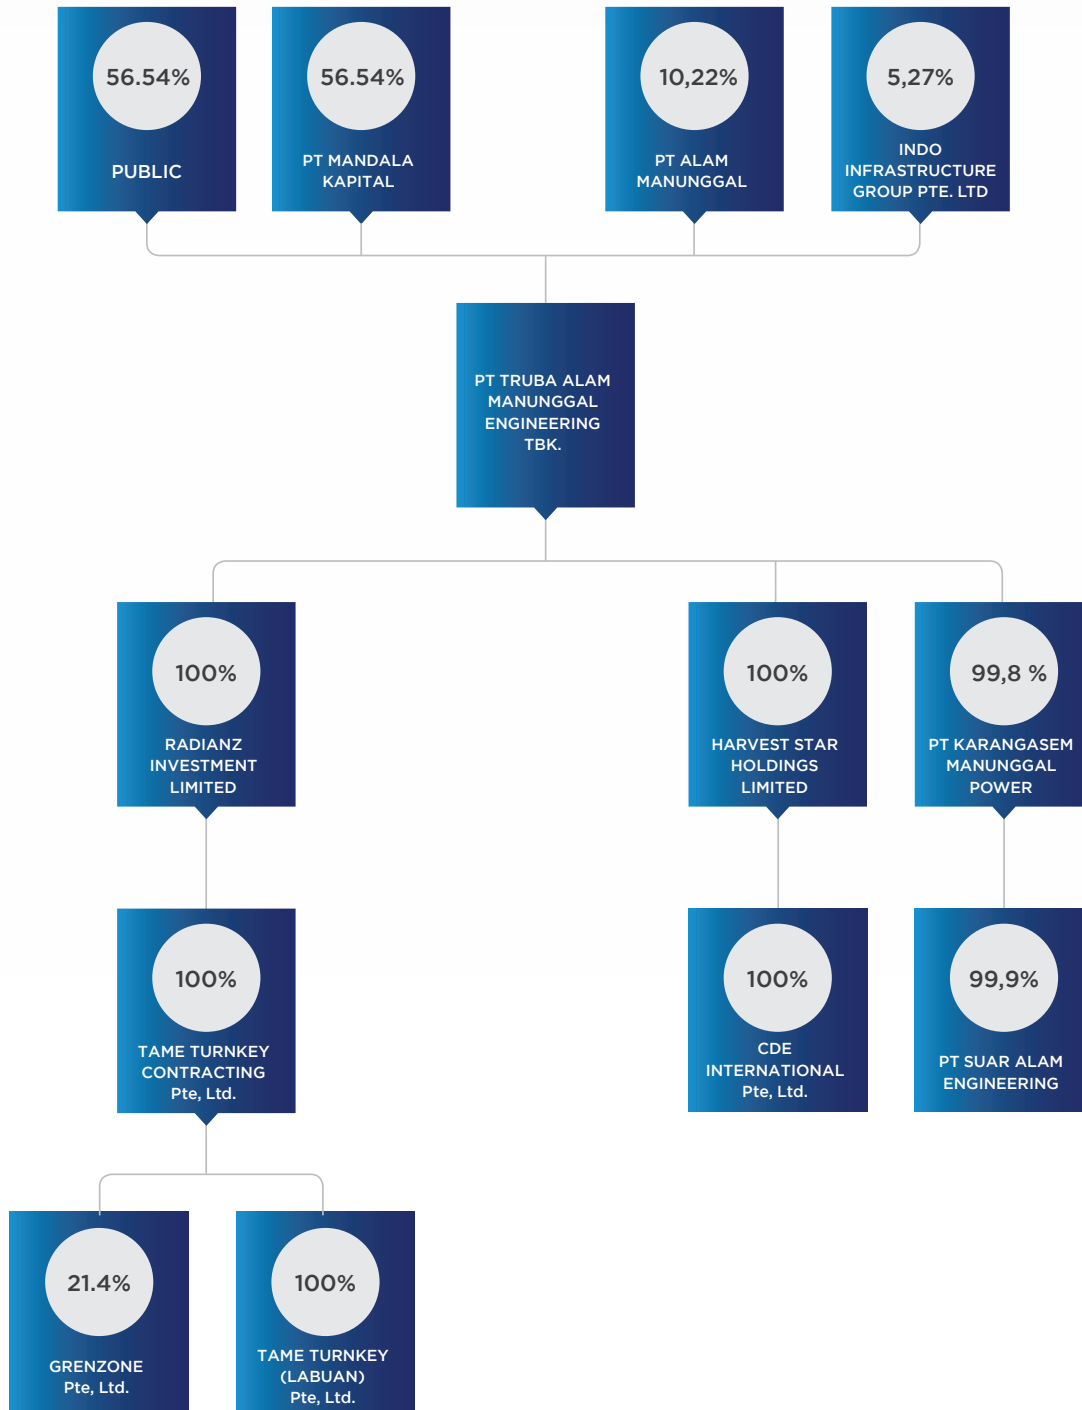 56.54%
PUBLIC
56.54%
PT MANDALA
KAPITAL
10,22%
PT ALAM
MANUNGGAL
5,27%
INDO
INFRASTRUCTURE
GROUP PTE. LTD
PT TRUBA ALAM
MANUNGGAL
ENGINEERING
TBK.
100%
RADIANZ
INVESTMENT
LIMITED
100%
HARVEST STAR
HOLDINGS
LIMITED
99,8 %
PT KARANGASEM
MANUNGGAL
POWER
100%
TAME TURNKEY
CONTRACTING
Pte, Ltd.
100%
CDE
INTERNATIONAL
Pte, Ltd.
99,9%
PT SUAR ALAM
ENGINEERING
21.4%
GRENZONE
Pte, Ltd.
100%
TAME TURNKEY
(LABUAN)
Pte, Ltd.